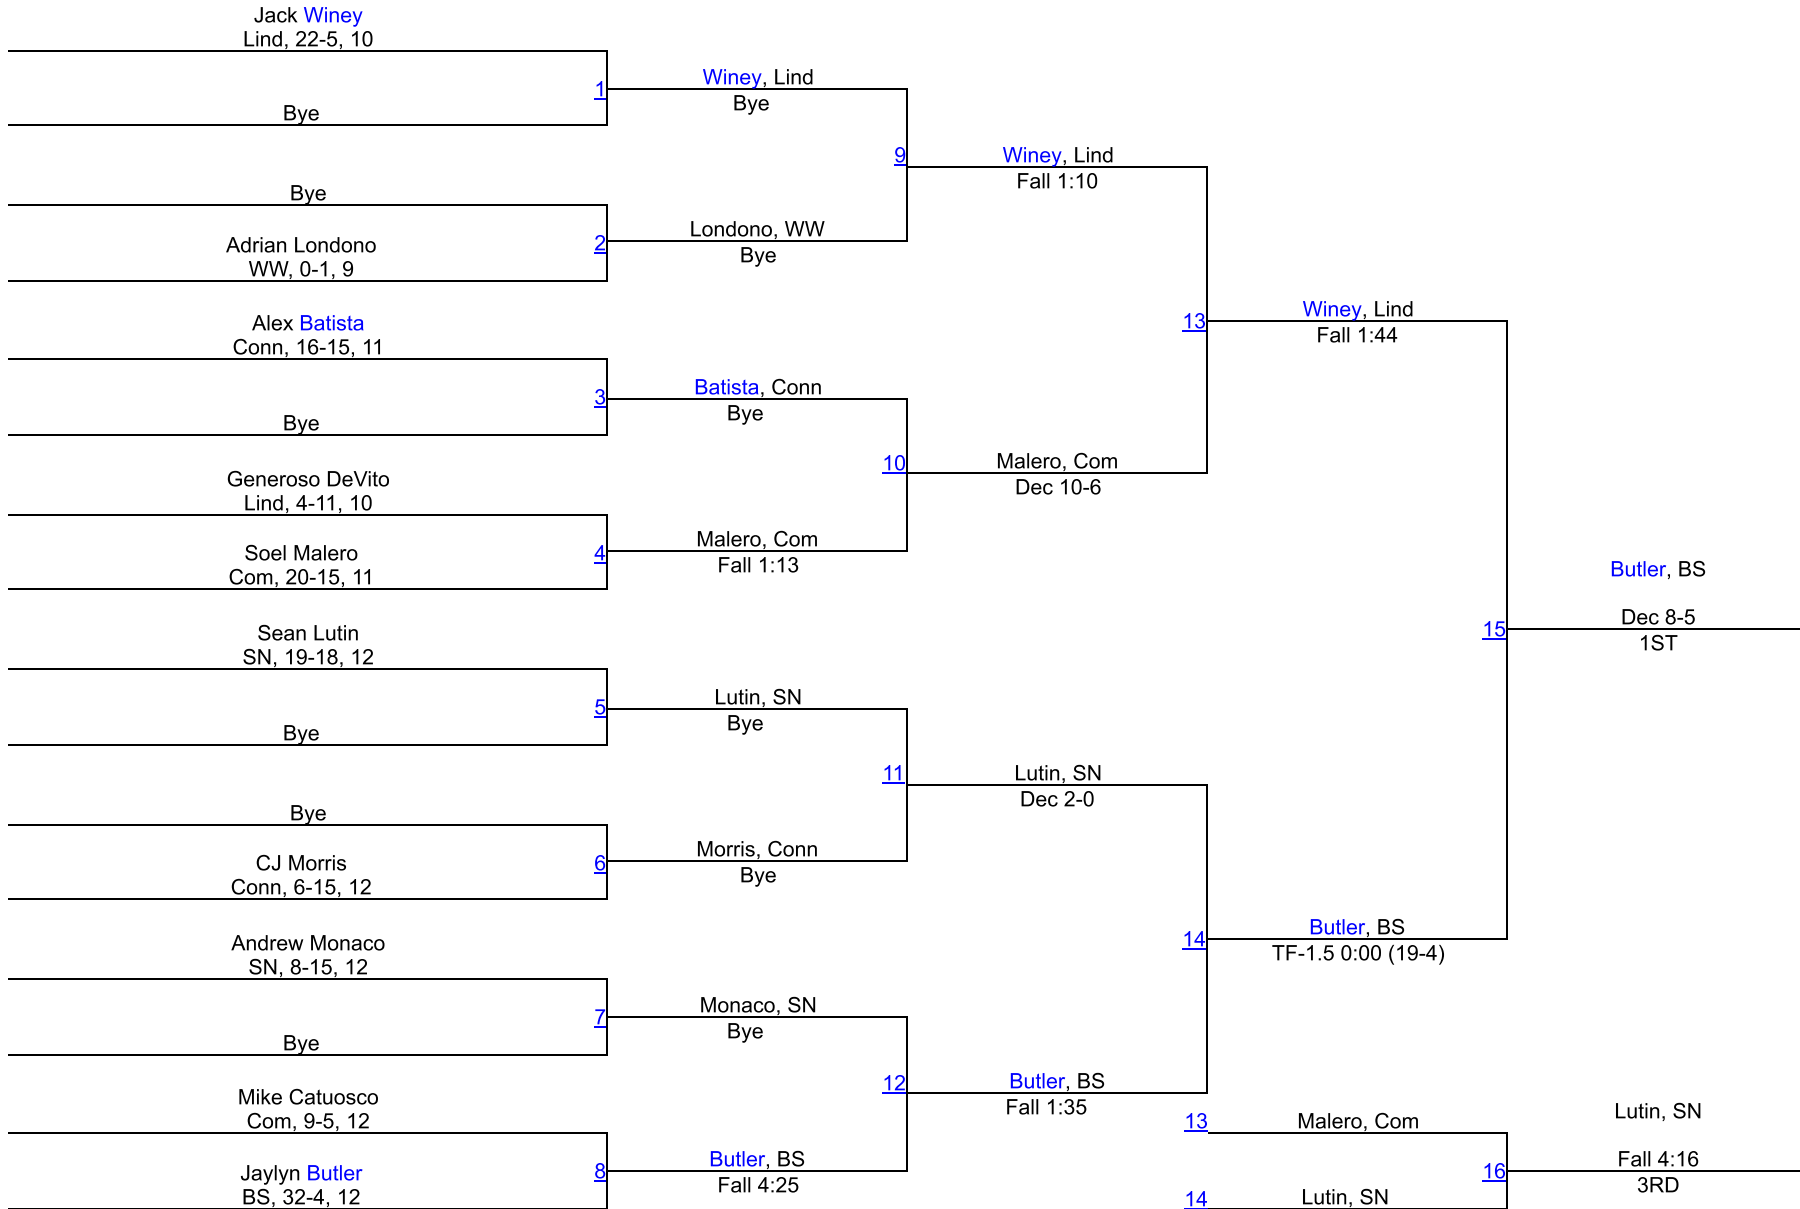 Jack Winey
Lind, 22-5, 10
1
Bye
Winey, Lind
Bye
9
Bye
Adrian Londono
WW, 0-1, 9
2
Londono, WW
Bye
Winey, Lind
Fall 1:10
13
Alex Batista
Conn, 16-15, 11
3
Bye
Batista, Conn
Bye
10
Generoso DeVito
Lind, 4-11, 10
4
Soel Malero
Com, 20-15, 11
Malero, Com
Fall 1:13
Malero, Com
Dec 10-6
Winey, Lind
Fall 1:44
15
Sean Lutin
SN, 19-18, 12
5
Bye
Lutin, SN
Bye
11
Bye
CJ Morris
Conn, 6-15, 12
6
Morris, Conn
Bye
Lutin, SN
Dec 2-0
14
Andrew Monaco
SN, 8-15, 12
7
Bye
Monaco, SN
Bye
12
Mike Catuosco
Com, 9-5, 12
8
Jaylyn Butler
BS, 32-4, 12
Butler, BS
Fall 4:25
Butler, BS
Fall 1:35
Butler, BS
TF-1.5 0:00 (19-4)
Butler, BS
Dec 8-5
1ST
13
Malero, Com
14
Lutin, SN
16
Lutin, SN
Fall 4:16
3RD